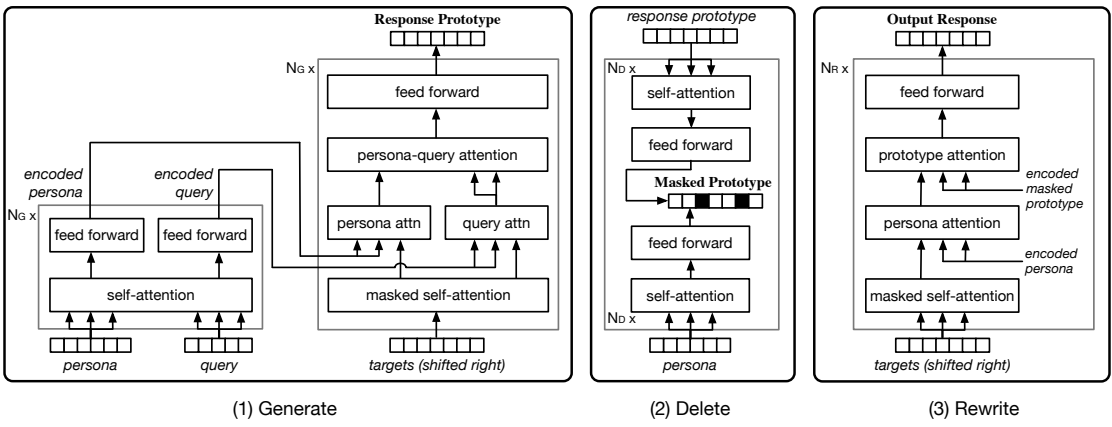 Response Prototype
NG x
feed forward
persona-query attention
encoded
persona
encoded
query
NG x
feed forward
feed forward
persona attn
query attn
self-attention
masked self-attention
persona
query
targets (shifted right)
(1) Generate
response prototype
ND x
self-attention
feed forward
Masked Prototype
feed forward
self-attention
ND x
persona
(2) Delete
Output Response
NR x
feed forward
prototype attention
encoded
masked
prototype
persona attention
encoded
persona
masked self-attention
targets (shifted right)
(3) Rewrite